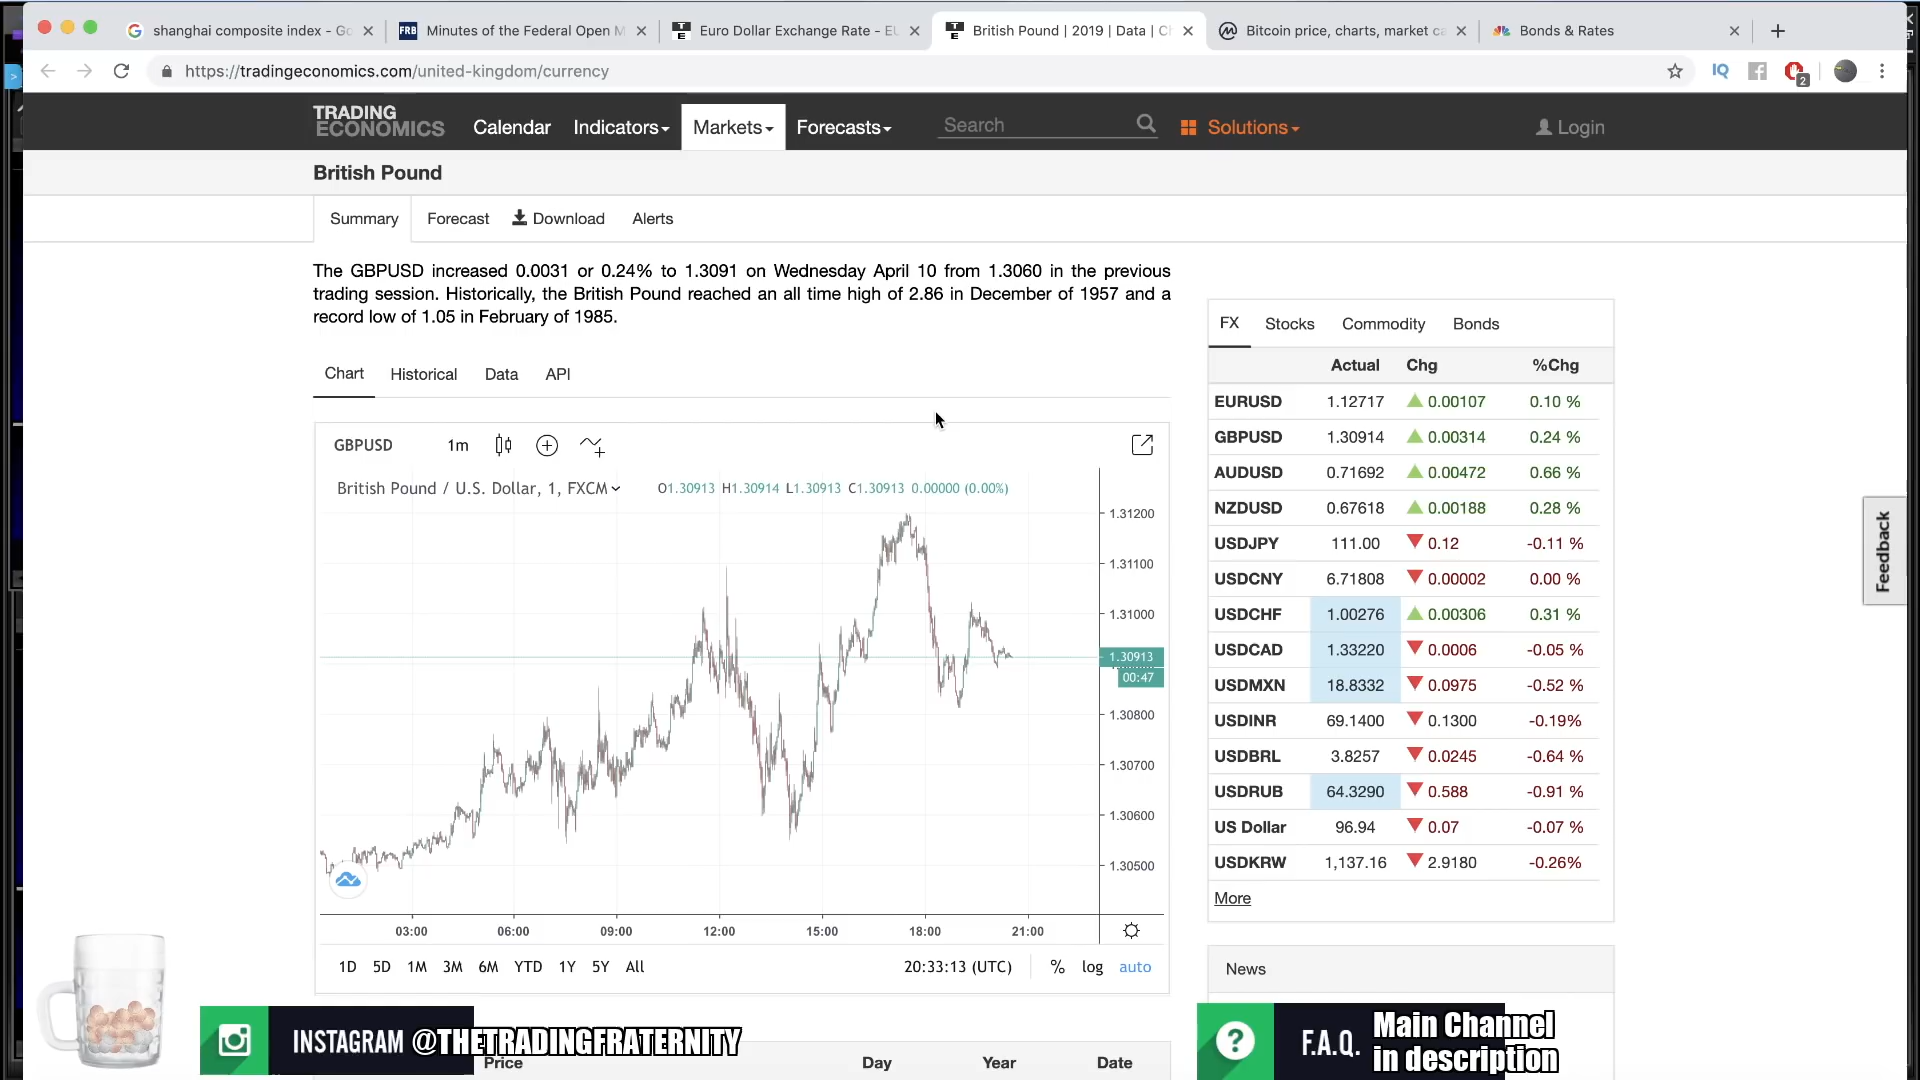 shanghai composite index - Go
FRB Minutes of the Federal Open M
TE Euro Dollar Exchange Rate - EU
TE British Pound | 2019 | Data | Ch
Bitcoin price, charts, market ca
Bonds & Rates
https://tradingeconomics.com/united-kingdom/currency
IQ
2
TRADING
ECONOMICS
Calendar Indicators Markets Forecasts Search Solutions Login
British Pound
Summary Forecast Download Alerts
The GBPUSD increased 0.0031 or 0.24% to 1.3091 on Wednesday April 10 from 1.3060 in the previous
trading session. Historically, the British Pound reached an all time high of 2.86 in December of 1957 and a
record low of 1.05 in February of 1985.
Chart Historical Data API
GBPUSD 1m
British Pound / U.S. Dollar, 1, FXCM O1.30913 H1.30914 L1.30913 C1.30913 0.00000 (0.00%)
1.31200
1.31100
1.31000
1.30913
00:47
1.30800
1.30700
1.30600
1.30500
03:00 06:00 09:00 12:00 15:00 18:00 21:00
1D 5D 1M 3M 6M YTD 1Y 5Y All 20:33:13 (UTC) % log auto
Price Day Year Date
FX Stocks Commodity Bonds
Actual Chg %Chg
EURUSD 1.12717 0.00107 0.10 %
GBPUSD 1.30914 0.00314 0.24 %
AUDUSD 0.71692 0.00472 0.66 %
NZDUSD 0.67618 0.00188 0.28 %
USDJPY 111.00 0.12 -0.11 %
USDCNY 6.71808 0.00002 0.00 %
USDCHF 1.00276 0.00306 0.31 %
USDCAD 1.33220 0.0006 -0.05 %
USDMXN 18.8332 0.0975 -0.52 %
USDINR 69.1400 0.1300 -0.19%
USDBRL 3.8257 0.0245 -0.64 %
USDRUB 64.3290 0.588 -0.91 %
US Dollar 96.94 0.07 -0.07 %
USDKRW 1,137.16 2.9180 -0.26%
More
News
Feedback
INSTAGRAM @THETRADINGFRATERNITY
? F.A.Q. Main Channel
in description